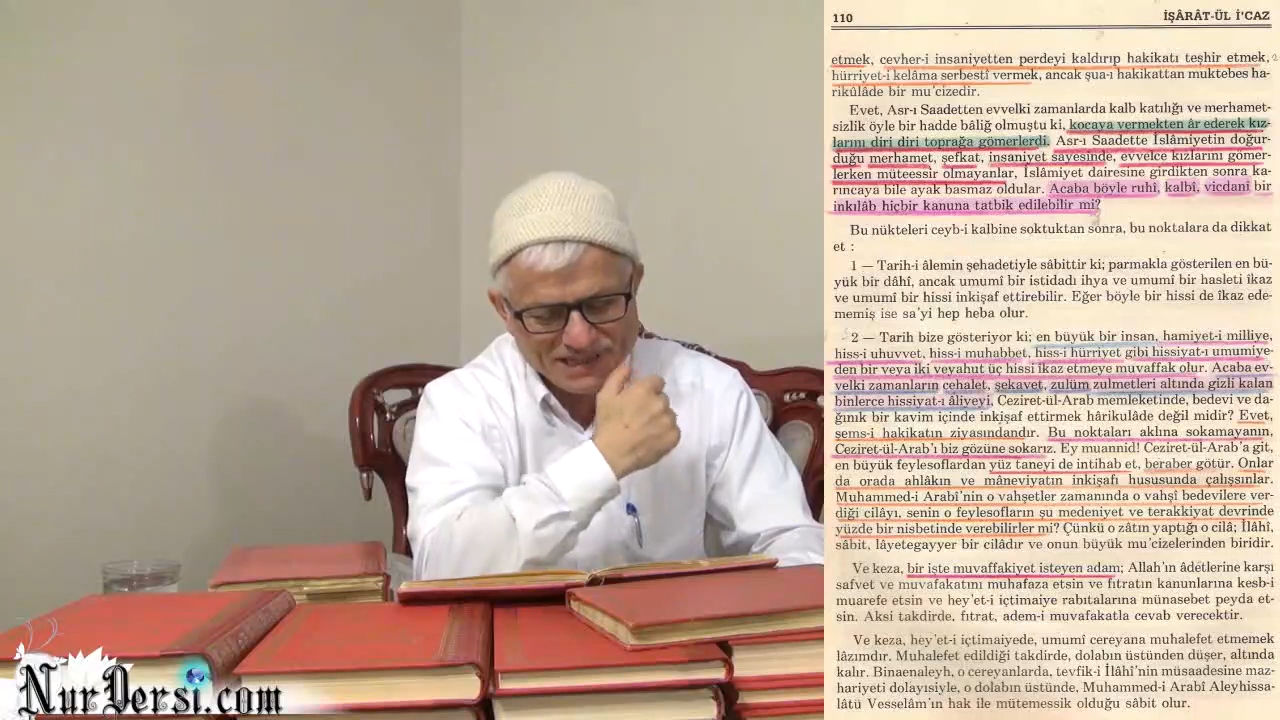 110 İŞÂRÂT-ÜL İ'CAZ
etmek, cevher-i insaniyetten perdeyi kaldırıp hakikatı teşhir etmek,
hürriyet-i kelâma serbestî vermek, ancak şua-ı hakikattan muktebes ha-
rikûlâde bir mu'cizedir.
Evet, Asr-ı Saadetten evvelki zamanlarda kalb katılığı ve merhamet-
sizlik öyle bir hadde bâliğ olmuştu ki, kocaya vermekten âr ederek kız-
larını diri diri toprağa gömerlerdi. Asr-ı Saadette İslâmiyetin doğur-
duğu merhamet, şefkat, insaniyet sayesinde, evvelce kızlarını gömer-
lerken müteessir olmayanlar, İslâmiyet dairesine girdikten sonra ka-
rıncaya bile ayak basmaz oldular. Acaba böyle ruhî, kalbî, vicdanî bir
inkılâb hiçbir kanuna tatbik edilebilir mi?
Bu nükteleri ceyb-i kalbine soktuktan sonra, bu noktalara da dikkat
et :
1 — Tarih-i âlemin şehadetiyle sâbittir ki; parmakla gösterilen en bü-
yük bir dâhî, ancak umumî bir istidadı ihya ve umumî bir hasleti îkaz
ve umumî bir hissi inkişaf ettirebilir. Eğer böyle bir hissi de îkaz ede-
memiş ise sa'yi hep heba olur.
2 — Tarih bize gösteriyor ki; en büyük bir insan, hamiyet-i milliye,
hiss-i uhuvvet, hiss-i muhabbet, hiss-i hürriyet gibi hissiyat-ı umumiye-
den bir veya iki veyahut üç hissi îkaz etmeye muvaffak olur. Acaba ev-
velki zamanların cehalet, şekavet, zulüm zulmetleri altında gizli kalan
binlerce hissiyat-ı âliyeyi, Ceziret-ül-Arab memleketinde, bedevi ve da-
ğınık bir kavim içinde inkişaf ettirmek hârikulâde değil midir? Evet,
şems-i hakikatın ziyasındandır. Bu noktaları aklına sokamayanın,
Ceziret-ül-Arab'ı biz gözüne sokarız. Ey muannid! Ceziret-ül-Arab'a git,
en büyük feylesoflardan yüz taneyi de intihab et, beraber götür. Onlar
da orada ahlâkın ve mâneviyatın inkişafı hususunda çalışsınlar.
Muhammed-i Arabî'nin o vahşetler zamanında o vahşî bedevilere ver-
diği cilâyı, senin o feylesofların şu medeniyet ve terakkiyat devrinde
yüzde bir nisbetinde verebilirler mi? Çünkü o zâtın yaptığı o cilâ; İlâhî,
sâbit, lâyetegayyer bir cilâdır ve onun büyük mu'cizelerinden biridir.
Ve keza, bir işte muvaffakiyet isteyen adam; Allah'ın âdetlerine karşı
safvet ve muvafakatını muhafaza etsin ve fıtratın kanunlarına kesb-i
muarefe etsin ve hey'et-i içtimaiye rabıtalarına münasebet peyda et-
sin. Aksi takdirde, fıtrat, adem-i muvafakatla cevab verecektir.
Ve keza, hey'et-i içtimaiyede, umumî cereyana muhalefet etmemek
lâzımdır. Muhalefet edildiği takdirde, dolabın üstünden düşer, altında
kalır. Binaenaleyh, o cereyanlarda, tevfik-i İlâhî'nin müsaadesine maz-
hariyeti dolayısiyle, o dolabın üstünde, Muhammed-i Arabî Aleyhissa-
lâtü Vesselâm'ın hak ile mütemessik olduğu sâbit olur.
NurDersi.com